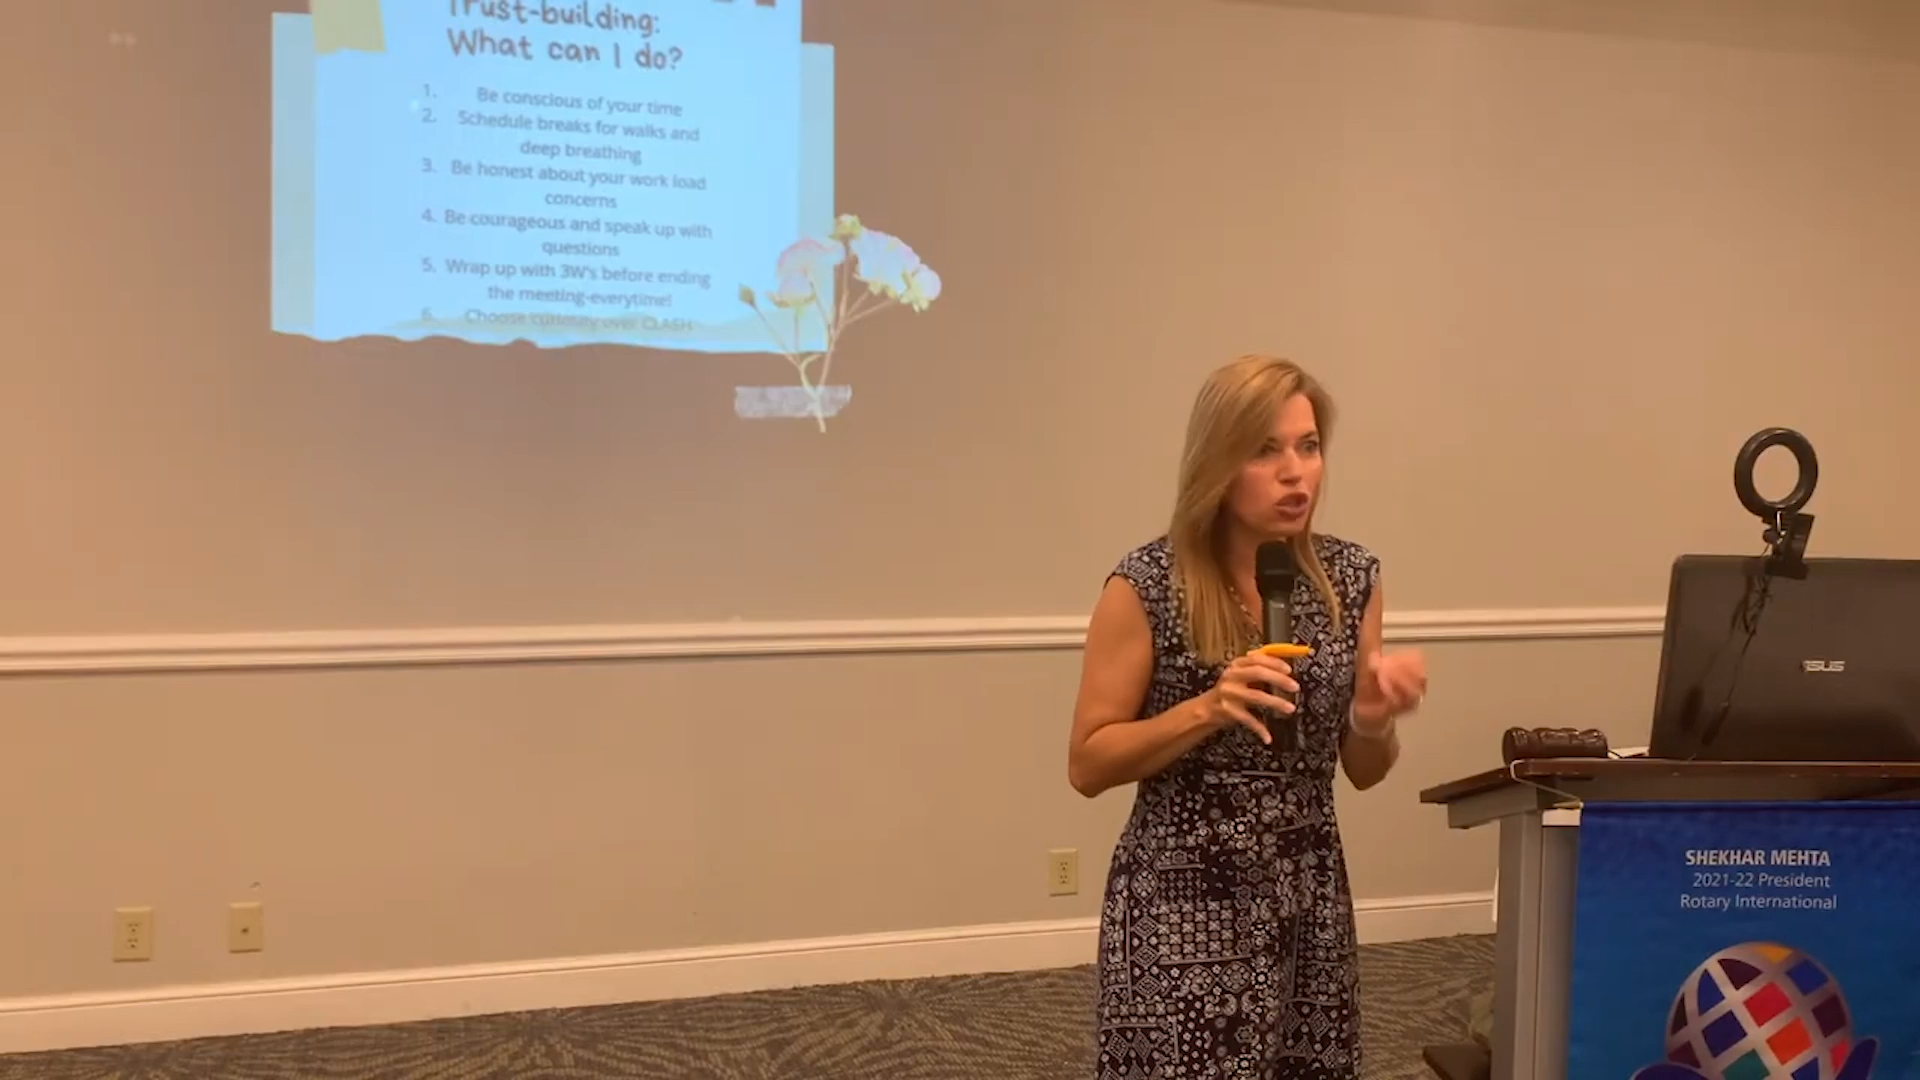 Trust-building:
What can I do?
1. Be conscious of your time
2. Schedule breaks for walks and
deep breathing
3. Be honest about your work load
concerns
4. Be courageous and speak up with
questions
5. Wrap up with 3W's before ending
the meeting-everytime!
6. Choose curiosity over CLASH
ASUS
SHEKHAR MEHTA
2021-22 President
Rotary International